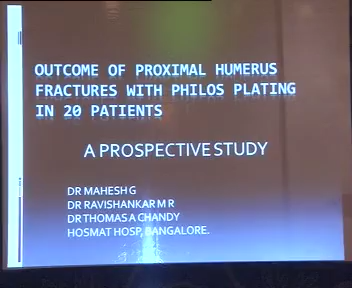 OUTCOME OF PROXIMAL HUMERUS
FRACTURES WITH PHILOS PLATING
IN 20 PATIENTS
A PROSPECTIVE STUDY
DR MAHESH G
DR RAVISHANKAR M R
DR THOMAS A CHANDY
HOSMAT HOSP, BANGALORE.